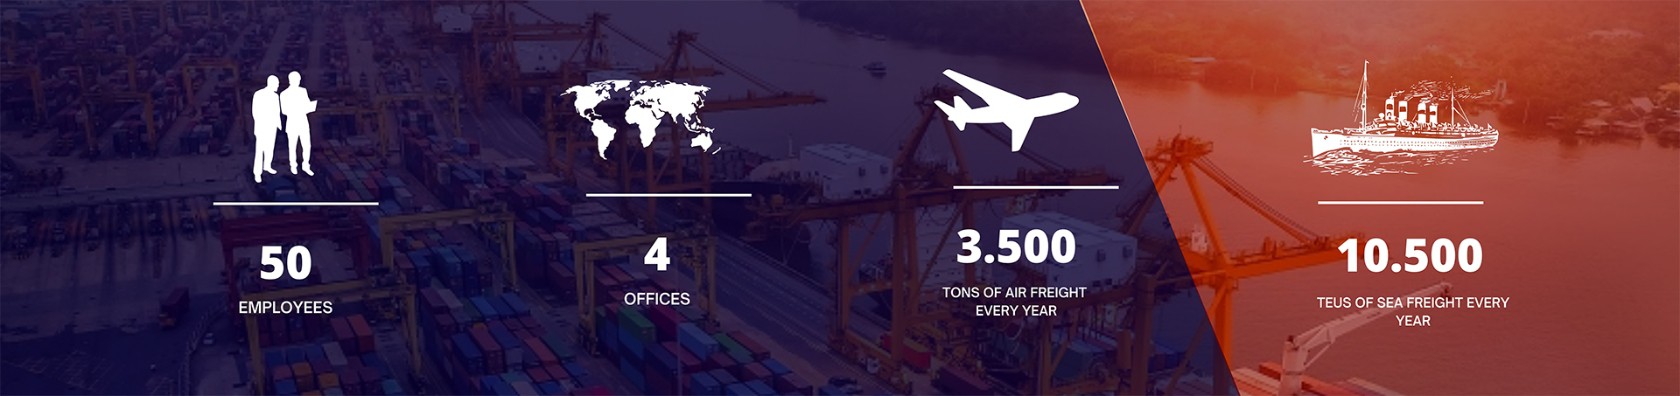 50
EMPLOYEES
4
OFFICES
3.500
TONS OF AIR FREIGHT
EVERY YEAR
10.500
TEUS OF SEA FREIGHT EVERY
YEAR